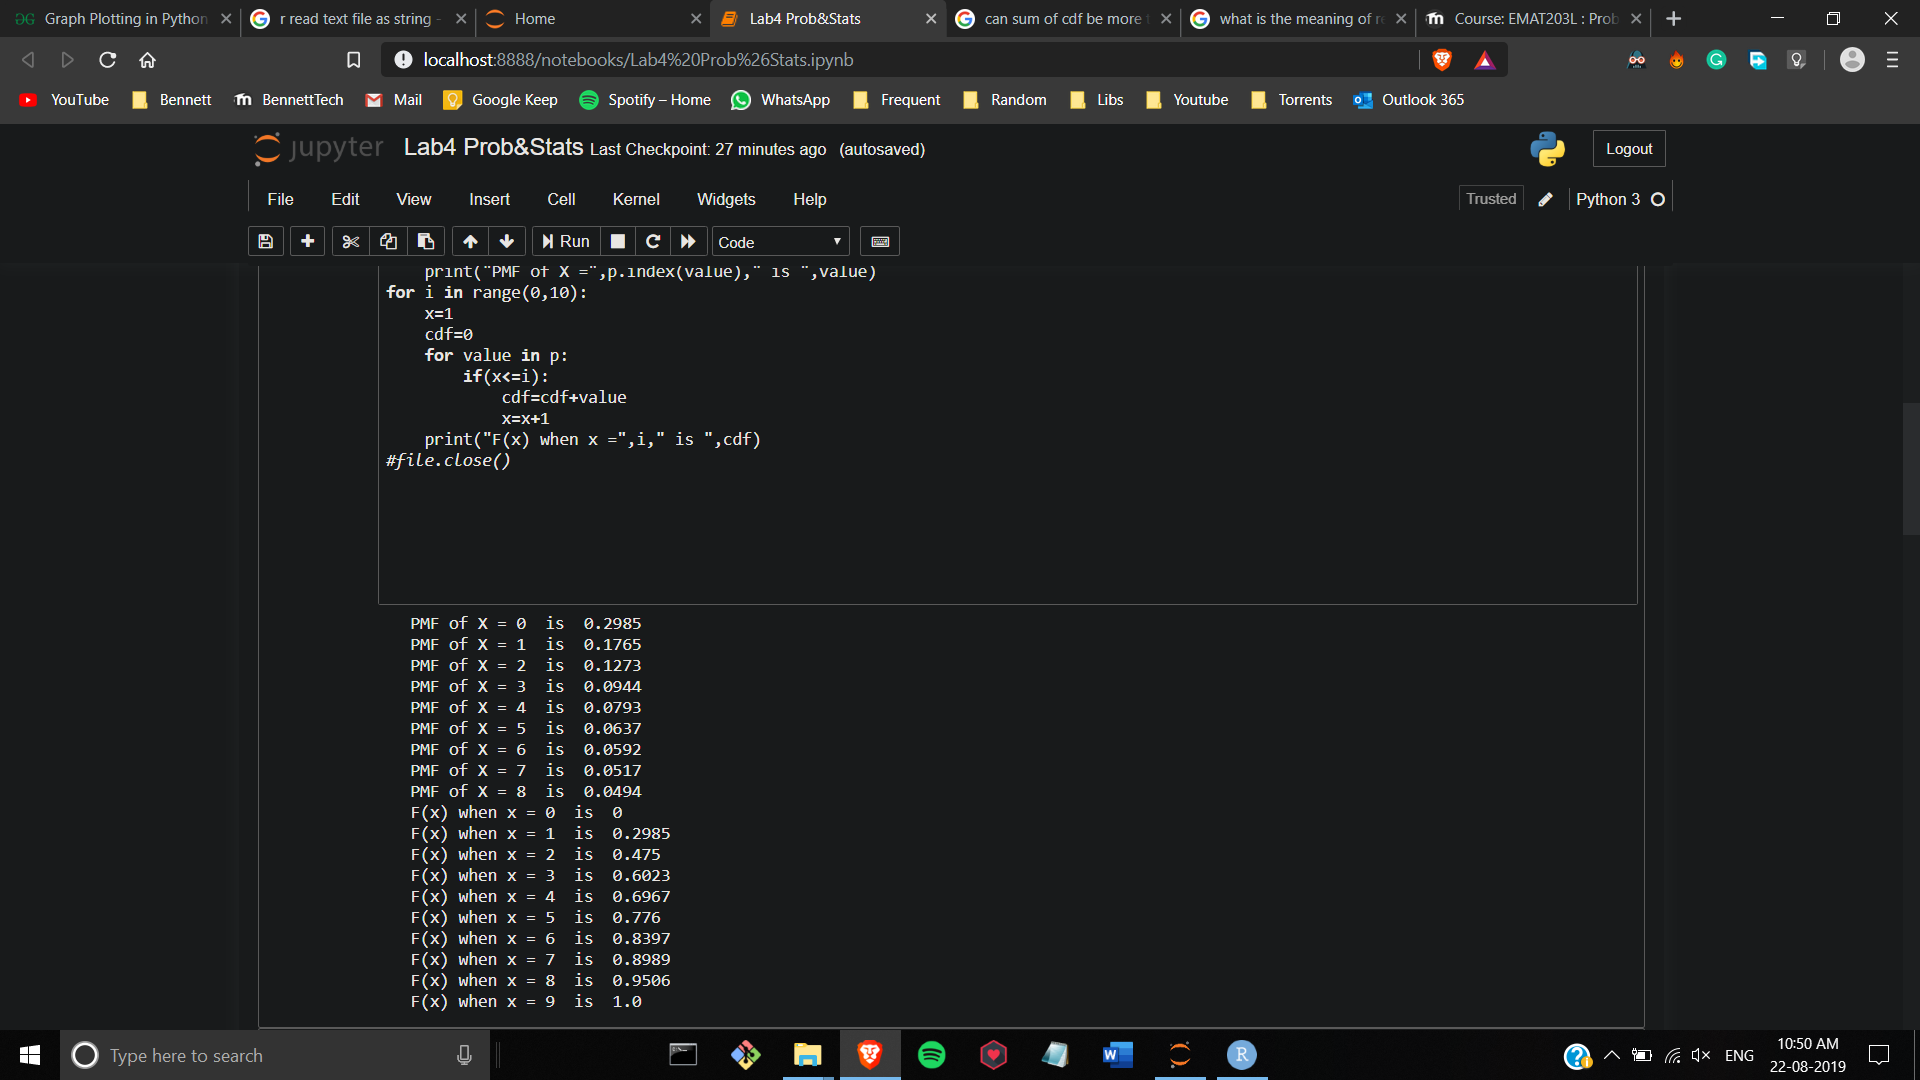 Graph Plotting in Python
r read text file as string -
Home
Lab4 Prob&Stats
can sum of cdf be more
what is the meaning of
Course: EMAT203L : Prob
localhost:8888/notebooks/Lab4%20Prob%26Stats.ipynb
YouTube
Bennett
BennettTech
Mail
Google Keep
Spotify – Home
WhatsApp
Frequent
Random
Libs
Youtube
Torrents
Outlook 365
jupyter Lab4 Prob&Stats Last Checkpoint: 27 minutes ago (autosaved)
Logout
File Edit View Insert Cell Kernel Widgets Help
Trusted
Python 3
Run
Code
print("PMF of X =",p.index(value)," is ",value)
for i in range(0,10):
x=1
cdf=0
for value in p:
if(x<=i):
cdf=cdf+value
x=x+1
print("F(x) when x =",i," is ",cdf)
#file.close()
PMF of X = 0  is  0.2985
PMF of X = 1  is  0.1765
PMF of X = 2  is  0.1273
PMF of X = 3  is  0.0944
PMF of X = 4  is  0.0793
PMF of X = 5  is  0.0637
PMF of X = 6  is  0.0592
PMF of X = 7  is  0.0517
PMF of X = 8  is  0.0494
F(x) when x = 0  is  0
F(x) when x = 1  is  0.2985
F(x) when x = 2  is  0.475
F(x) when x = 3  is  0.6023
F(x) when x = 4  is  0.6967
F(x) when x = 5  is  0.776
F(x) when x = 6  is  0.8397
F(x) when x = 7  is  0.8989
F(x) when x = 8  is  0.9506
F(x) when x = 9  is  1.0
Type here to search
ENG
10:50 AM
22-08-2019